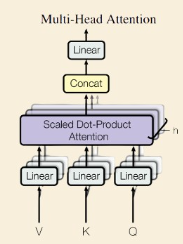 Multi-Head Attention
Linear
Concat
Scaled Dot-Product
Attention
h
Linear Linear Linear
V K Q